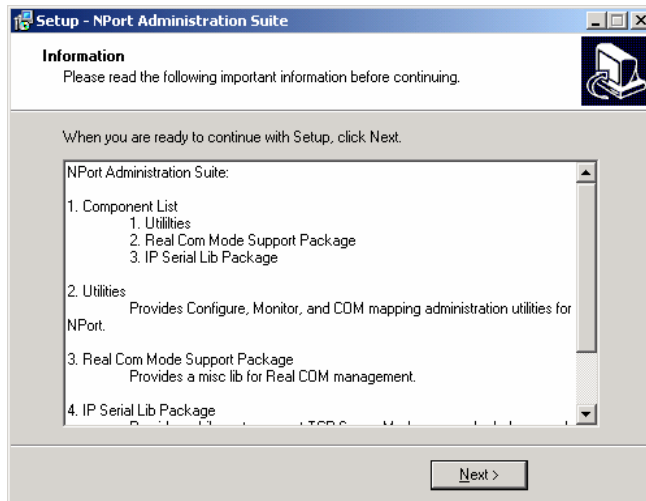 Setup - NPort Administration Suite
Information
Please read the following important information before continuing.
When you are ready to continue with Setup, click Next.
NPort Administration Suite:
1. Component List
1. Utililties
2. Real Com Mode Support Package
3. IP Serial Lib Package
2. Utilities
Provides Configure, Monitor, and COM mapping administration utilities for
NPort.
3. Real Com Mode Support Package
Provides a misc lib for Real COM management.
4. IP Serial Lib Package
Next >